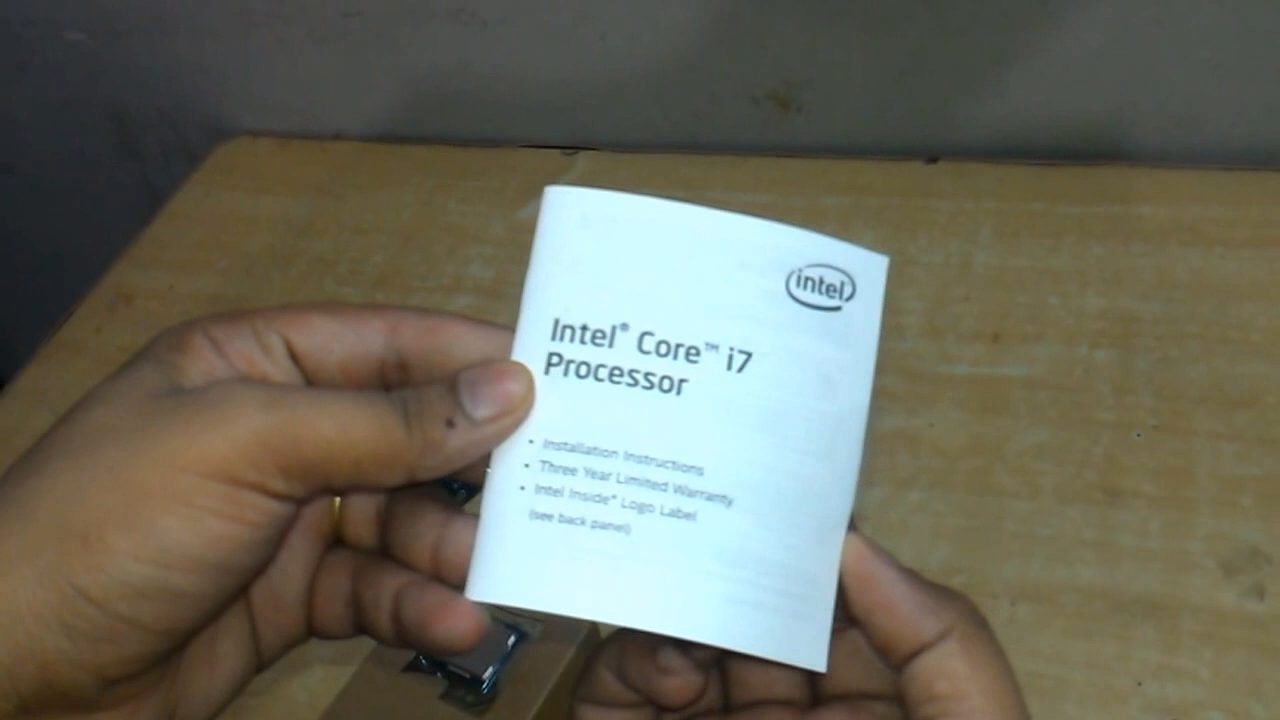 intel
Intel® Core™ i7
Processor
• Installation Instructions
• Three Year Limited Warranty
• Intel Inside® Logo Label
(see back panel)